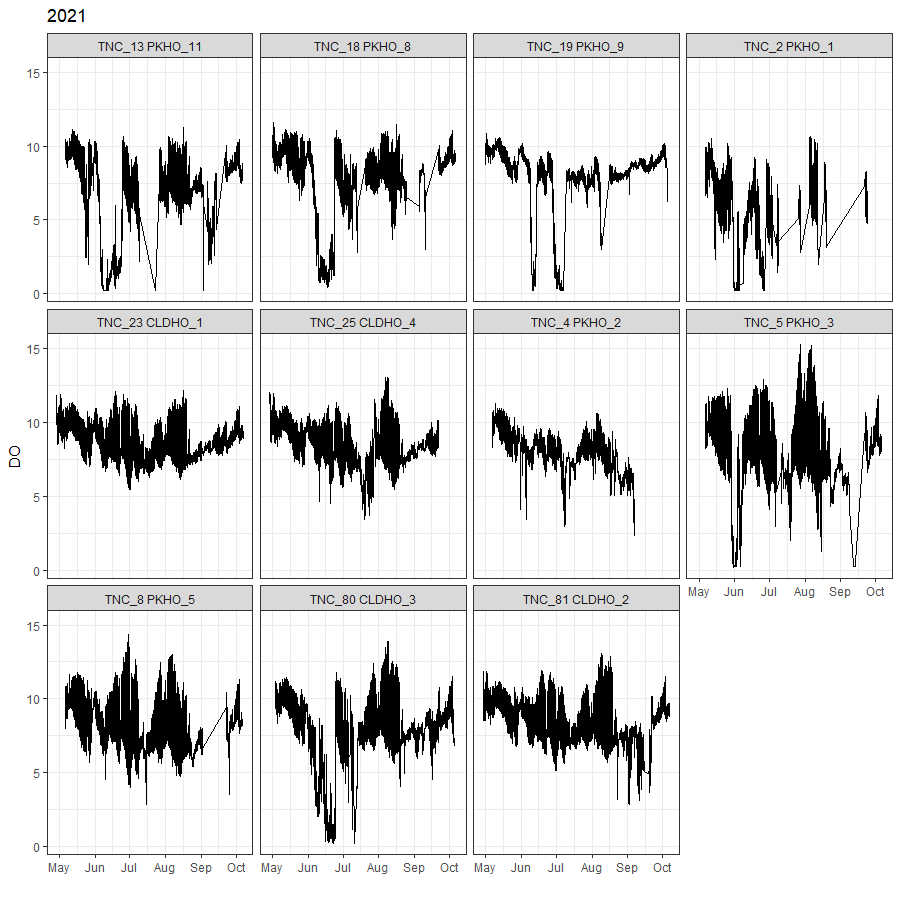 2021
TNC_13 PKHO_11 TNC_18 PKHO_8 TNC_19 PKHO_9 TNC_2 PKHO_1
15
10
5
0
TNC_23 CLDHO_1 TNC_25 CLDHO_4 TNC_4 PKHO_2 TNC_5 PKHO_3
15
10
5
0
DO
May Jun Jul Aug Sep Oct
TNC_8 PKHO_5 TNC_80 CLDHO_3 TNC_81 CLDHO_2
15
10
5
0
May Jun Jul Aug Sep Oct May Jun Jul Aug Sep Oct May Jun Jul Aug Sep Oct